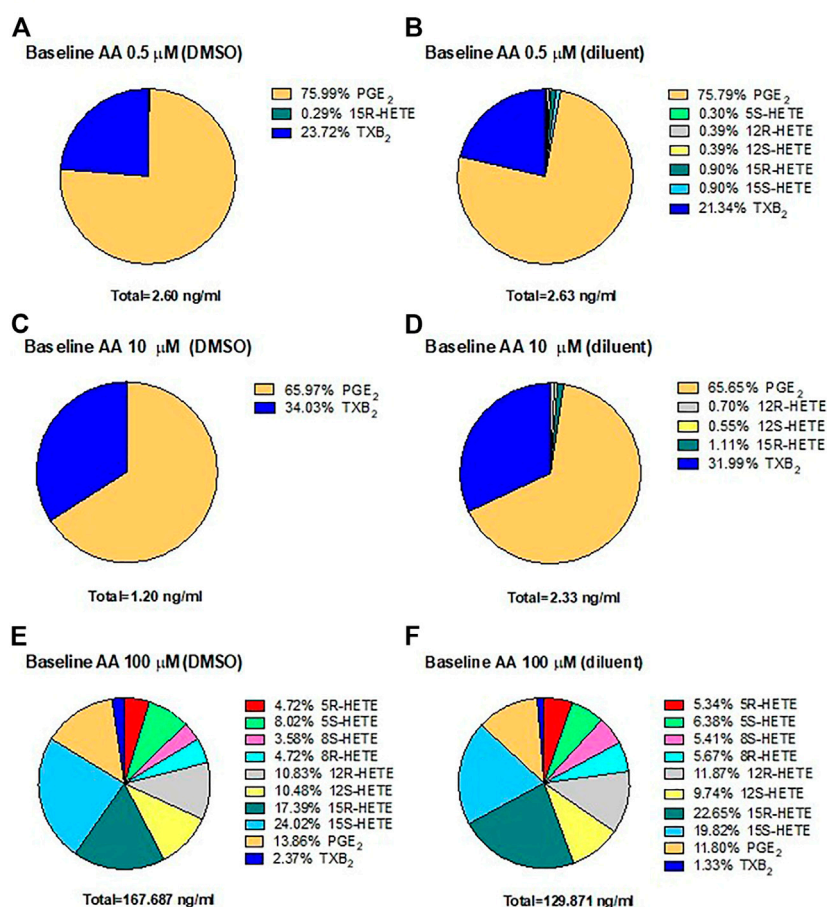 A
Baseline AA 0.5 µM (DMSO)
75.99% PGE₂
0.29% 15R-HETE
23.72% TXB₂
Total=2.60 ng/ml
B
Baseline AA 0.5 µM (diluent)
75.79% PGE₂
0.30% 5S-HETE
0.39% 12R-HETE
0.39% 12S-HETE
0.90% 15R-HETE
0.90% 15S-HETE
21.34% TXB₂
Total=2.63 ng/ml
C
Baseline AA 10 µM (DMSO)
65.97% PGE₂
34.03% TXB₂
Total=1.20 ng/ml
D
Baseline AA 10 µM (diluent)
65.65% PGE₂
0.70% 12R-HETE
0.55% 12S-HETE
1.11% 15R-HETE
31.99% TXB₂
Total=2.33 ng/ml
E
Baseline AA 100 µM (DMSO)
4.72% 5R-HETE
8.02% 5S-HETE
3.58% 8S-HETE
4.72% 8R-HETE
10.83% 12R-HETE
10.48% 12S-HETE
17.39% 15R-HETE
24.02% 15S-HETE
13.86% PGE₂
2.37% TXB₂
Total=167.687 ng/ml
F
Baseline AA 100 µM (diluent)
5.34% 5R-HETE
6.38% 5S-HETE
5.41% 8S-HETE
5.67% 8R-HETE
11.87% 12R-HETE
9.74% 12S-HETE
22.65% 15R-HETE
19.82% 15S-HETE
11.80% PGE₂
1.33% TXB₂
Total=129.871 ng/ml